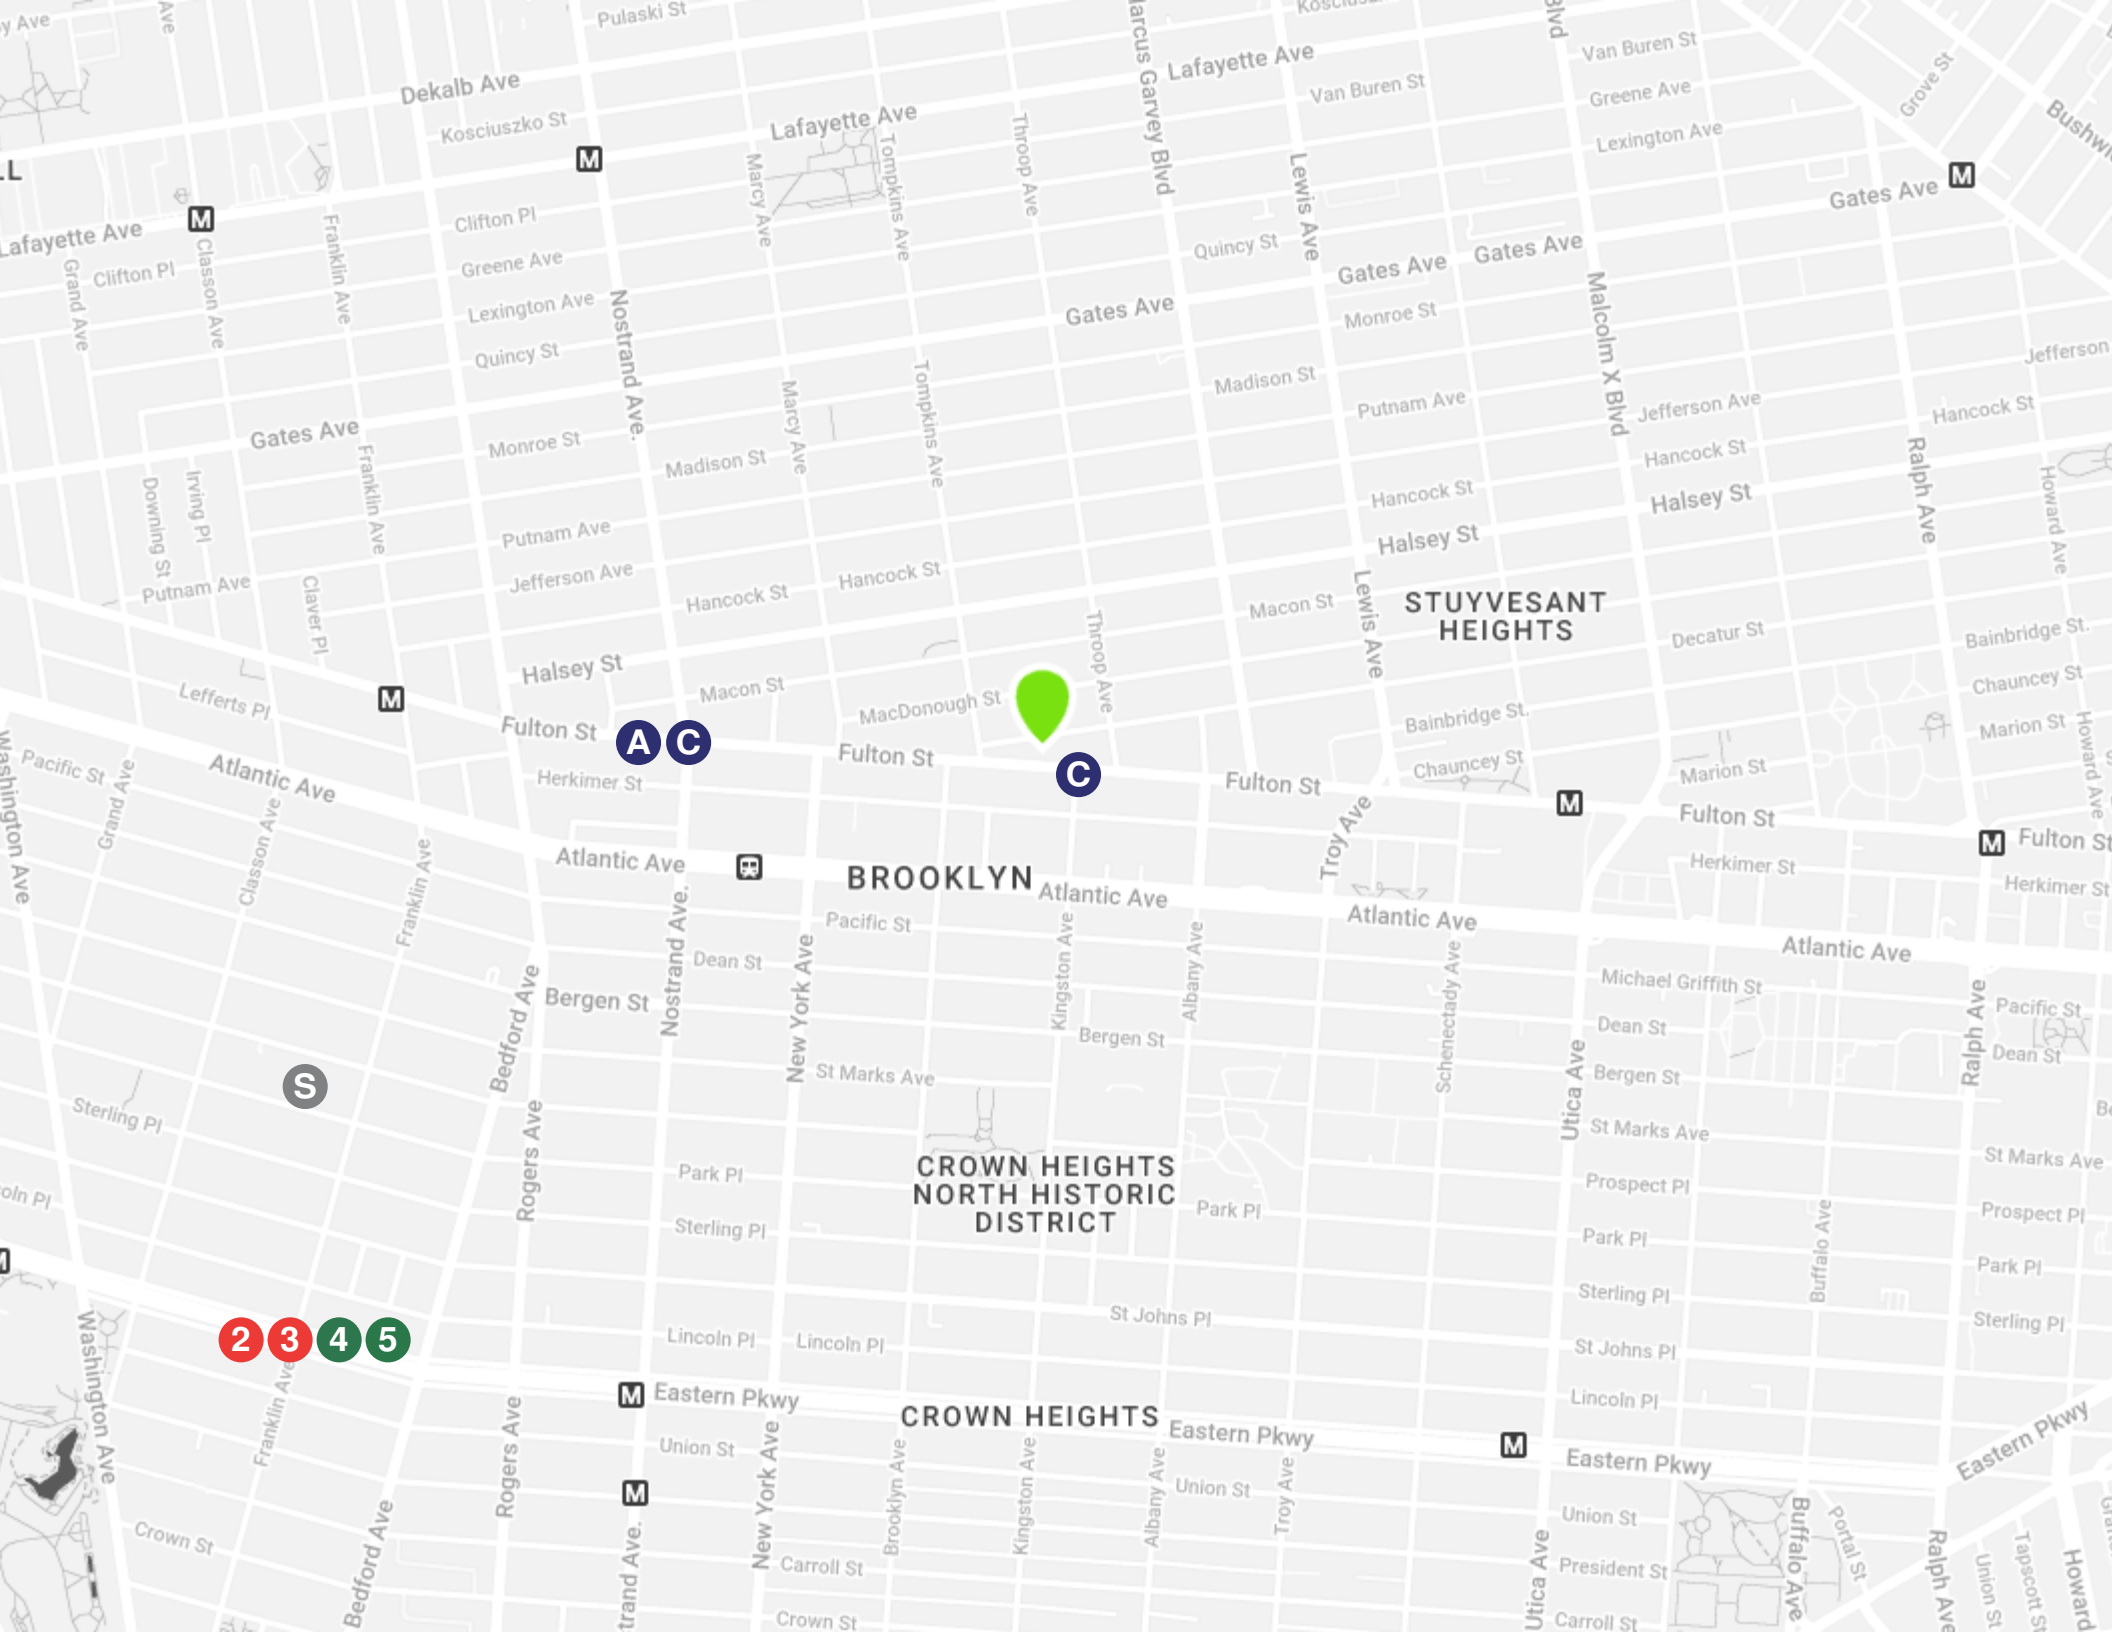 Pulaski St
Dekalb Ave
Kosciuszko St
Lafayette Ave
Lafayette Ave
Van Buren St
Van Buren St
Greene Ave
Lexington Ave
Grove St
Gates Ave
M
M
M
Lafayette Ave
Clifton Pl
Grand Ave
Classon Ave
Franklin Ave
Clifton Pl
Greene Ave
Lexington Ave
Quincy St
Nostrand Ave.
Marcy Ave
Tompkins Ave
Throop Ave
Marcus Garvey Blvd
Lewis Ave
Quincy St
Gates Ave
Gates Ave
Gates Ave
Monroe St
Malcolm X Blvd
Madison St
Putnam Ave
Jefferson Ave
Hancock St
Jefferson
Hancock St
Gates Ave
Monroe St
Madison St
Marcy Ave
Tompkins Ave
Franklin Ave
Downing St
Irving Pl
Putnam Ave
Claver Pl
Putnam Ave
Jefferson Ave
Hancock St
Hancock St
Hancock St
Halsey St
Halsey St
Ralph Ave
Howard Ave
Macon St
Lewis Ave
STUYVESANT
HEIGHTS
Decatur St
Bainbridge St.
Chauncey St
Marion St
Howard Ave
Halsey St
Macon St
MacDonough St
Throop Ave
Bainbridge St.
Chauncey St
Marion St
Lefferts Pl
M
Fulton St
A C
Fulton St
C
Fulton St
M
Fulton St
M
Fulton St
Pacific St
Grand Ave
Washington Ave
Atlantic Ave
Classon Ave
Franklin Ave
Herkimer St
Troy Ave
Herkimer St
Herkimer St
Atlantic Ave
BROOKLYN
Atlantic Ave
Atlantic Ave
Atlantic Ave
Pacific St
Dean St
Bergen St
Bedford Ave
Nostrand Ave.
New York Ave
Kingston Ave
Albany Ave
Schenectady Ave
Michael Griffith St
Dean St
Bergen St
Pacific St
Dean St
Ralph Ave
Utica Ave
Bergen St
St Marks Ave
S
Sterling Pl
Rogers Ave
St Marks Ave
St Marks Ave
Prospect Pl
Prospect Pl
Park Pl
Park Pl
Buffalo Ave
Park Pl
CROWN HEIGHTS
NORTH HISTORIC
DISTRICT
Park Pl
Sterling Pl
Sterling Pl
Sterling Pl
St Johns Pl
St Johns Pl
Lincoln Pl
Lincoln Pl
Lincoln Pl
2 3 4 5
Washington Ave
Franklin Ave
M
Eastern Pkwy
CROWN HEIGHTS
Eastern Pkwy
M
Eastern Pkwy
Eastern Pkwy
Rogers Ave
Union St
M
New York Ave
Brooklyn Ave
Kingston Ave
Albany Ave
Troy Ave
Union St
Union St
Utica Ave
Buffalo Ave
Portal St
Ralph Ave
Union St
Tapscott St
Howard
Crown St
Bedford Ave
Carroll St
President St
Crown St
Carroll St